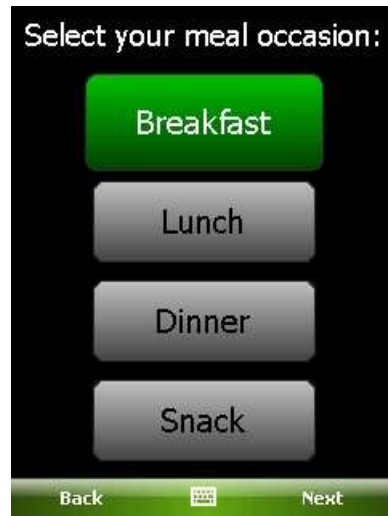 Select your meal occasion:
Breakfast
Lunch
Dinner
Snack
Back Next